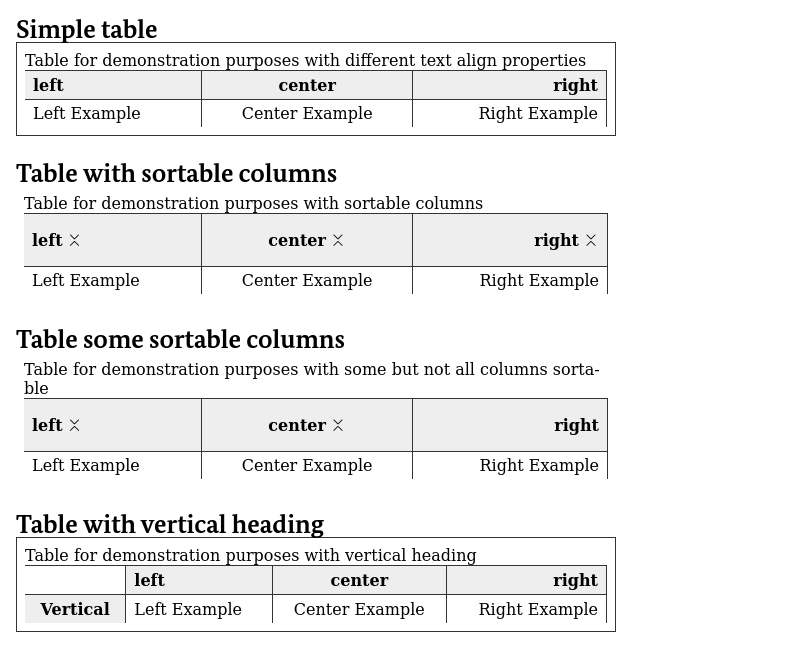 Simple table
Table for demonstration purposes with different text align properties
left center right
Left Example Center Example Right Example
Table with sortable columns
Table for demonstration purposes with sortable columns
left center right
Left Example Center Example Right Example
Table some sortable columns
Table for demonstration purposes with some but not all columns sorta-
ble
left center right
Left Example Center Example Right Example
Table with vertical heading
Table for demonstration purposes with vertical heading
left center right
Vertical Left Example Center Example Right Example